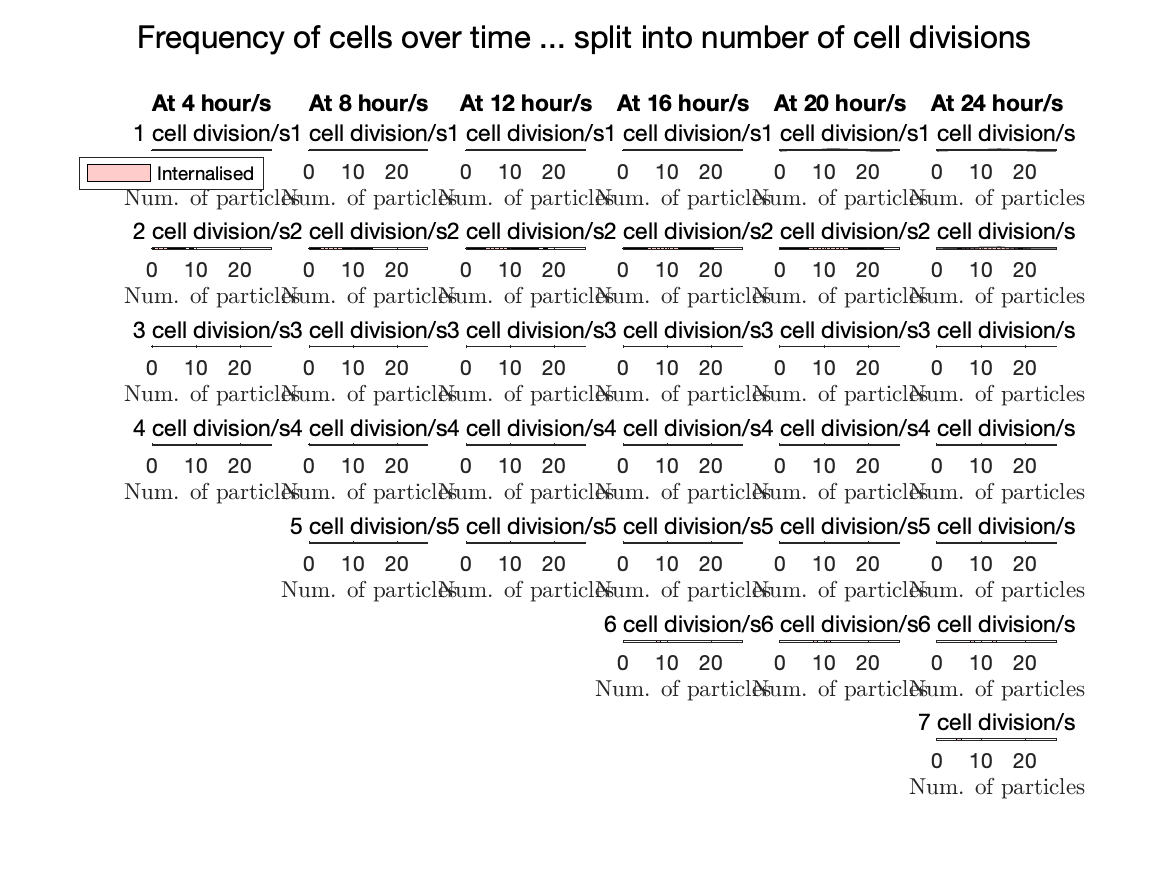 Frequency of cells over time ... split into number of cell divisions
At 4 hour/s At 8 hour/s At 12 hour/s At 16 hour/s At 20 hour/s At 24 hour/s
1 cell division/s 1 cell division/s 1 cell division/s 1 cell division/s 1 cell division/s 1 cell division/s
Internalised 0 10 20 0 10 20 0 10 20 0 10 20 0 10 20
Num. of particles Num. of particles Num. of particles Num. of particles Num. of particles Num. of particles
2 cell division/s 2 cell division/s 2 cell division/s 2 cell division/s 2 cell division/s 2 cell division/s
0 10 20 0 10 20 0 10 20 0 10 20 0 10 20 0 10 20
Num. of particles Num. of particles Num. of particles Num. of particles Num. of particles Num. of particles
3 cell division/s 3 cell division/s 3 cell division/s 3 cell division/s 3 cell division/s 3 cell division/s
0 10 20 0 10 20 0 10 20 0 10 20 0 10 20 0 10 20
Num. of particles Num. of particles Num. of particles Num. of particles Num. of particles Num. of particles
4 cell division/s 4 cell division/s 4 cell division/s 4 cell division/s 4 cell division/s 4 cell division/s
0 10 20 0 10 20 0 10 20 0 10 20 0 10 20 0 10 20
Num. of particles Num. of particles Num. of particles Num. of particles Num. of particles Num. of particles
5 cell division/s 5 cell division/s 5 cell division/s 5 cell division/s 5 cell division/s
0 10 20 0 10 20 0 10 20 0 10 20 0 10 20
Num. of particles Num. of particles Num. of particles Num. of particles Num. of particles
6 cell division/s 6 cell division/s 6 cell division/s
0 10 20 0 10 20 0 10 20
Num. of particles Num. of particles Num. of particles
7 cell division/s
0 10 20
Num. of particles